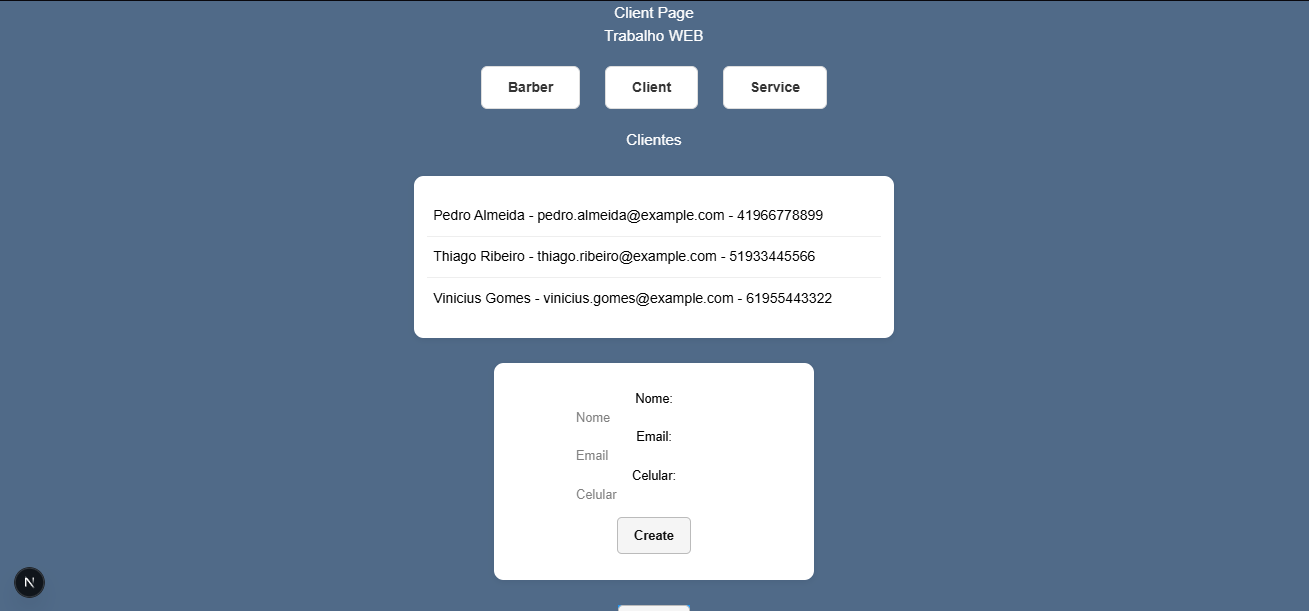 Client Page
Trabalho WEB
Barber Client Service
Clientes
Pedro Almeida - pedro.almeida@example.com - 41966778899
Thiago Ribeiro - thiago.ribeiro@example.com - 51933445566
Vinicius Gomes - vinicius.gomes@example.com - 61955443322
Nome:
Nome
Email:
Email
Celular:
Celular
Create
N